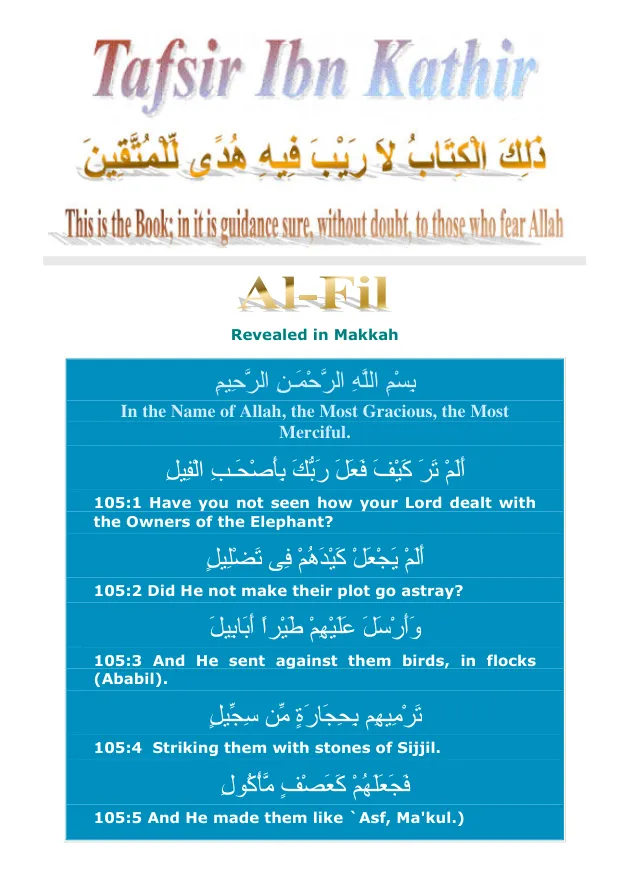 Tafsir Ibn Kathir
ذَلِكَ الْكِتَابُ لاَ رَيْبَ فِيهِ هُدًى لِّلْمُتَّقِينَ
This is the Book; in it is guidance sure, without doubt, to those who fear Allah
Al-Fil
Revealed in Makkah
بِسْمِ اللَّهِ الرَّحْمَـنِ الرَّحِيمِ
In the Name of Allah, the Most Gracious, the Most
Merciful.
أَلَمْ تَرَ كَيْفَ فَعَلَ رَبُّكَ بِأَصْحَـبِ الْفِيلِ
105:1 Have you not seen how your Lord dealt with
the Owners of the Elephant?
أَلَمْ يَجْعَلْ كَيْدَهُمْ فِى تَضْلِيلٍ
105:2 Did He not make their plot go astray?
وَأَرْسَلَ عَلَيْهِمْ طَيْراً أَبَابِيلَ
105:3 And He sent against them birds, in flocks
(Ababil).
تَرْمِيهِم بِحِجَارَةٍ مِّن سِجِّيلٍ
105:4 Striking them with stones of Sijjil.
فَجَعَلَهُمْ كَعَصْفٍ مَّأْكُولِ
105:5 And He made them like `Asf, Ma'kul.)